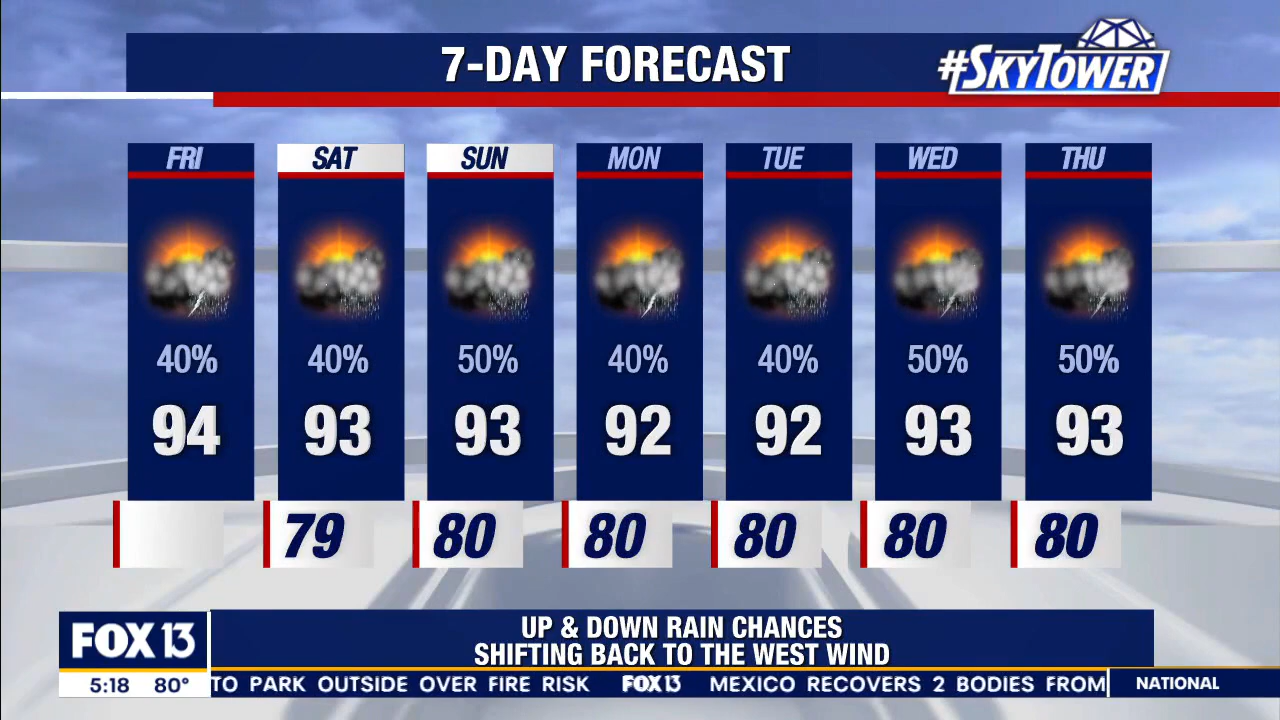 7-DAY FORECAST
#SKYTOWER
FRI SAT SUN MON TUE WED THU
40% 40% 50% 40% 40% 50% 50%
94 93 93 92 92 93 93
79 80 80 80 80 80
UP & DOWN RAIN CHANCES
SHIFTING BACK TO THE WEST WIND
FOX 13
5:18 80° TO PARK OUTSIDE OVER FIRE RISK FOX 13 MEXICO RECOVERS 2 BODIES FROM NATIONAL